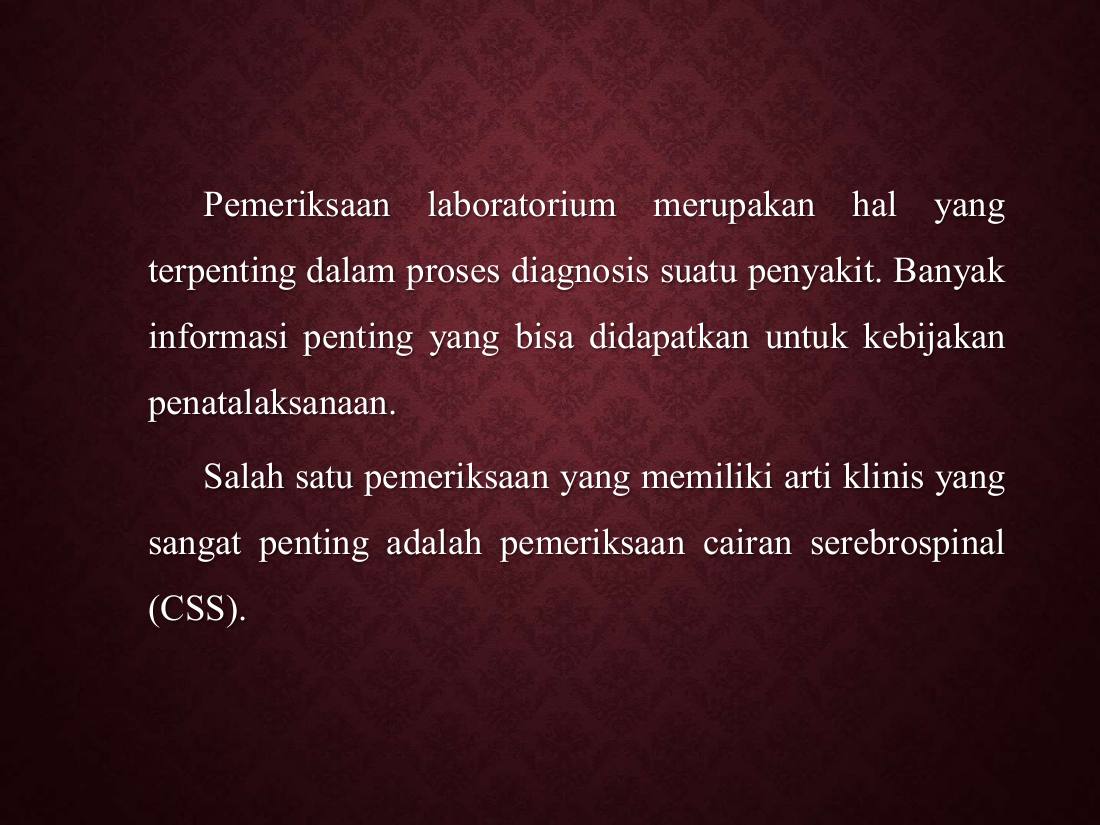 Pemeriksaan laboratorium merupakan hal yang
terpenting dalam proses diagnosis suatu penyakit. Banyak
informasi penting yang bisa didapatkan untuk kebijakan
penatalaksanaan.
Salah satu pemeriksaan yang memiliki arti klinis yang
sangat penting adalah pemeriksaan cairan serebrospinal
(CSS).